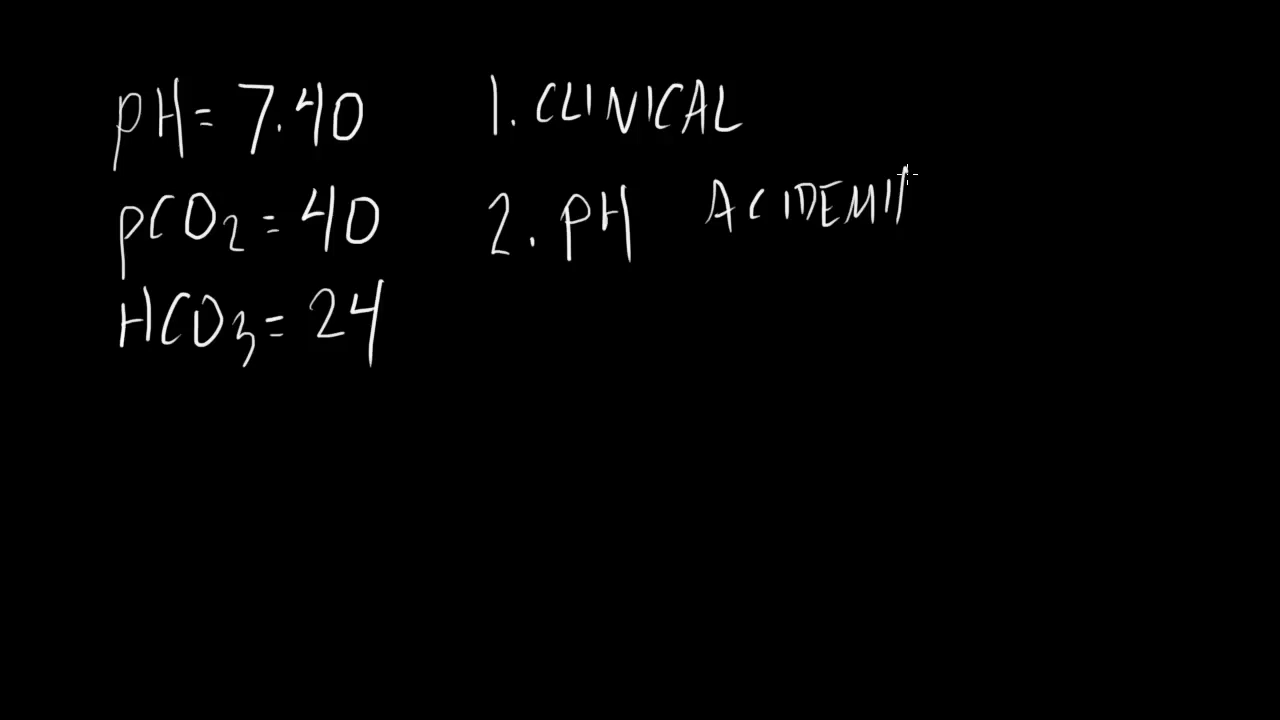 pH = 7.40
pCO2 = 40
HCO3 = 24
1. CLINICAL
2. PH ACIDEMI